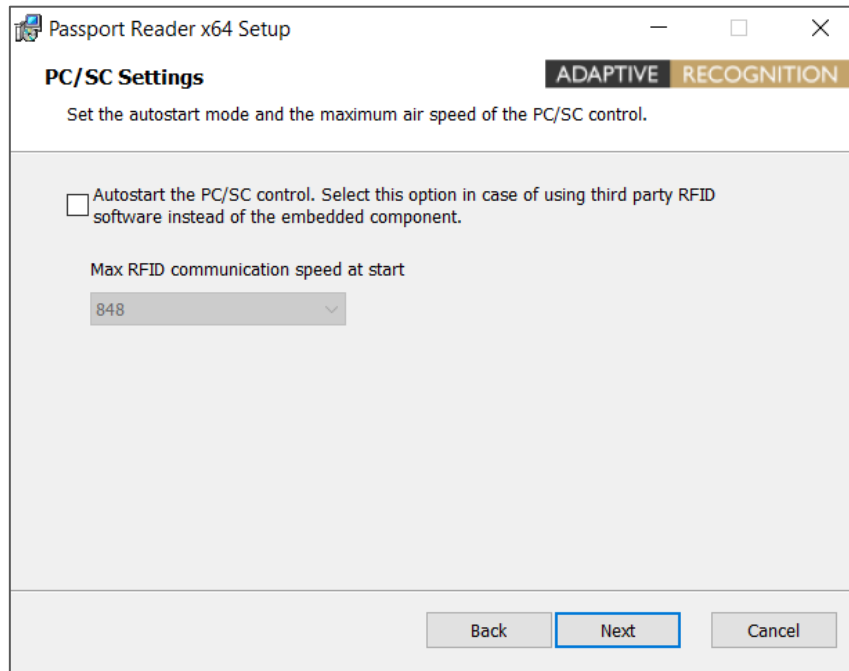 Passport Reader x64 Setup
PC/SC Settings
ADAPTIVE RECOGNITION
Set the autostart mode and the maximum air speed of the PC/SC control.
Autostart the PC/SC control. Select this option in case of using third party RFID
software instead of the embedded component.
Max RFID communication speed at start
848
Back Next Cancel